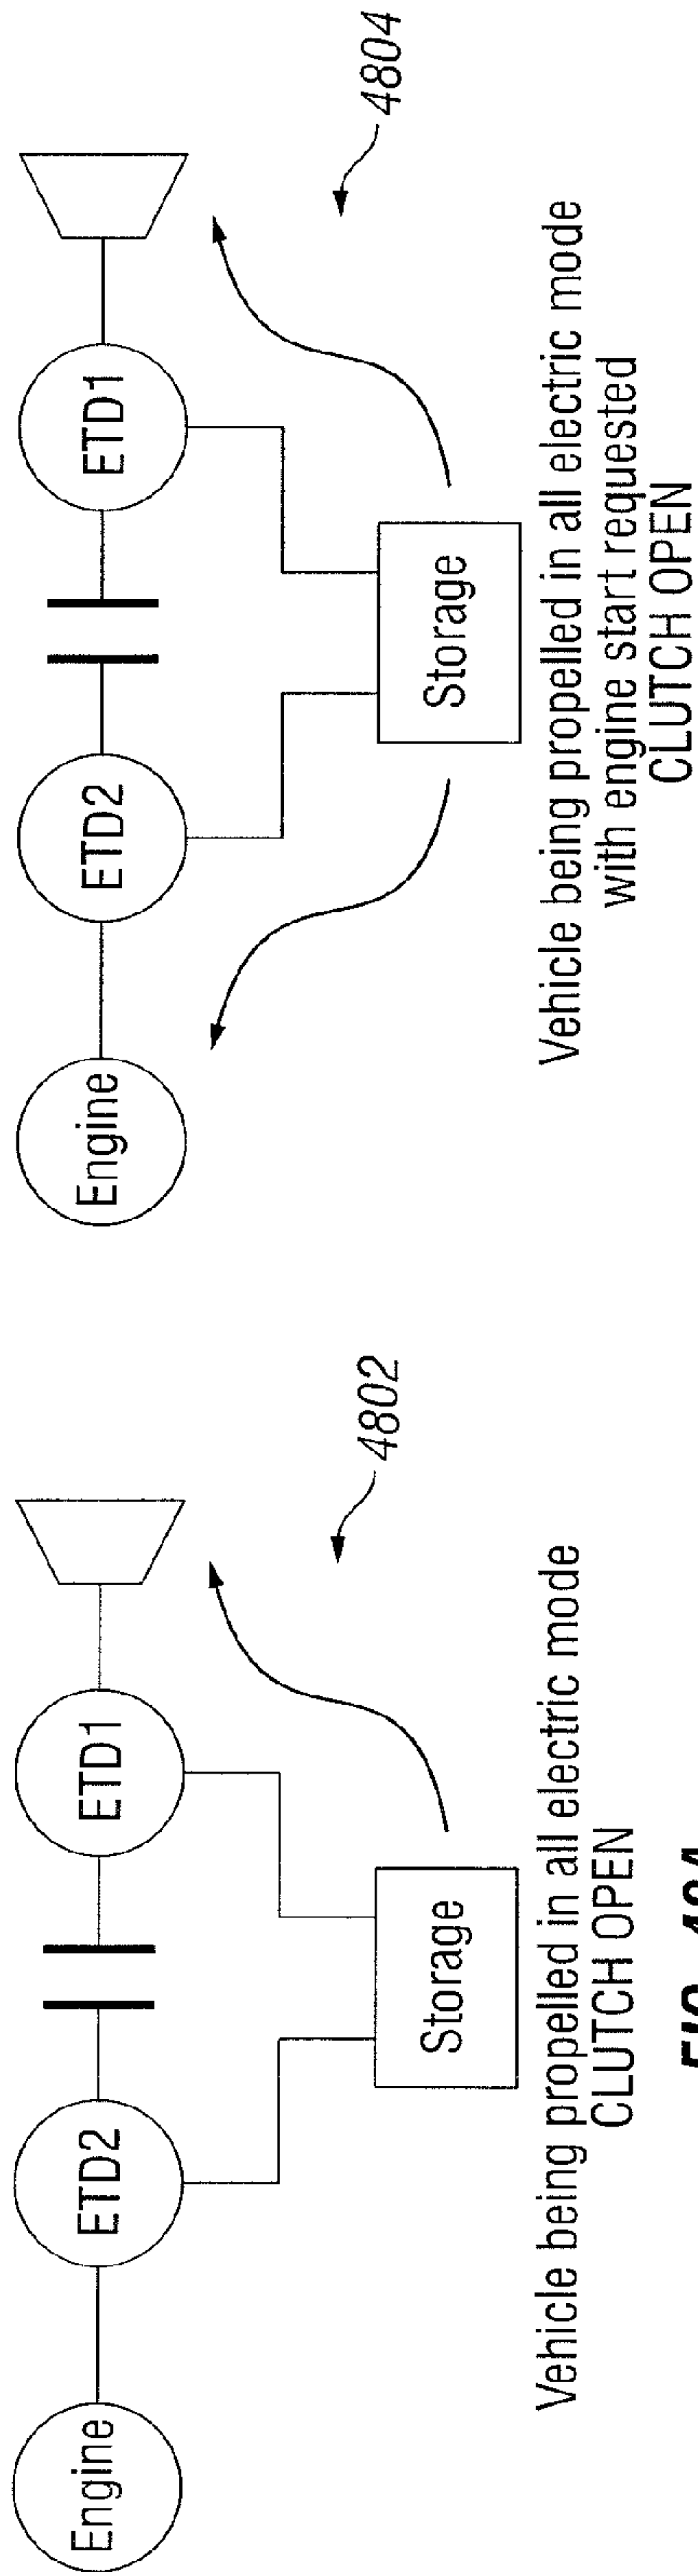 Engine
ETD2
ETD1
Storage
4802
Vehicle being propelled in all electric mode
CLUTCH OPEN
Engine
ETD2
ETD1
Storage
4804
Vehicle being propelled in all electric mode
with engine start requested
CLUTCH OPEN